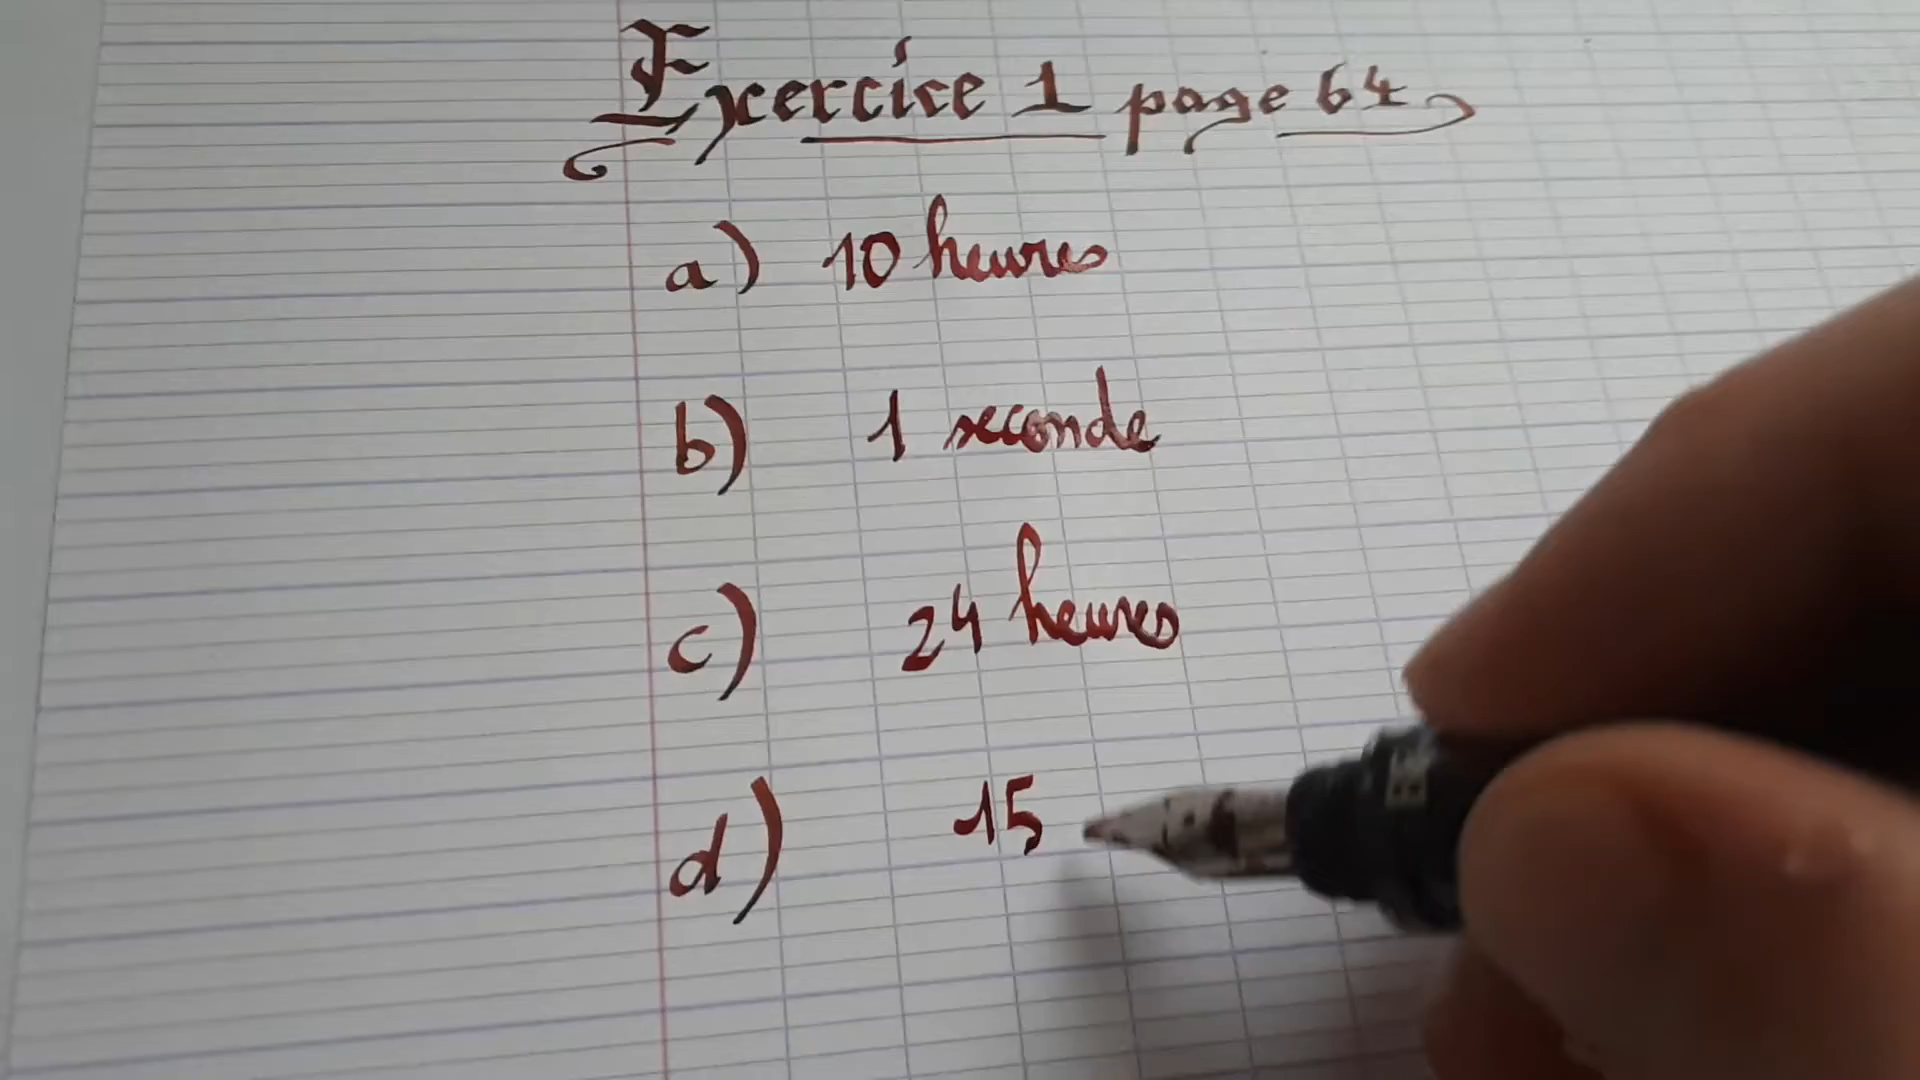 Exercice 1 page 64
a) 10 heures
b) 1 seconde
c) 24 heures
d) 15